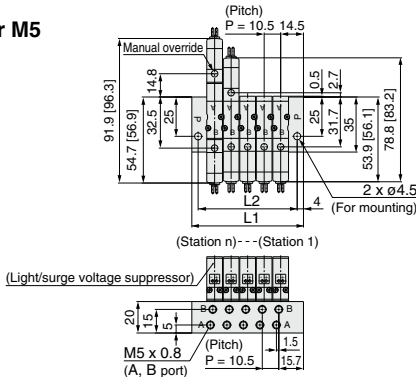 r M5
(Pitch)
P = 10.5
14.5
Manual override
91.9 [96.3]
54.7 [56.9]
14.8
32.5
25
0.5
2.7
25
31.7
35
53.9 [56.1]
78.8 [83.2]
P
P
A
A
A
A
B
B
B
B
B
L2
4
L1
2 x ø4.5
(For mounting)
(Station n)---(Station 1)
(Light/surge voltage suppressor)
20
15
5
B
B
A
A
M5 x 0.8
(A, B port)
(Pitch)
P = 10.5
1.5
15.7